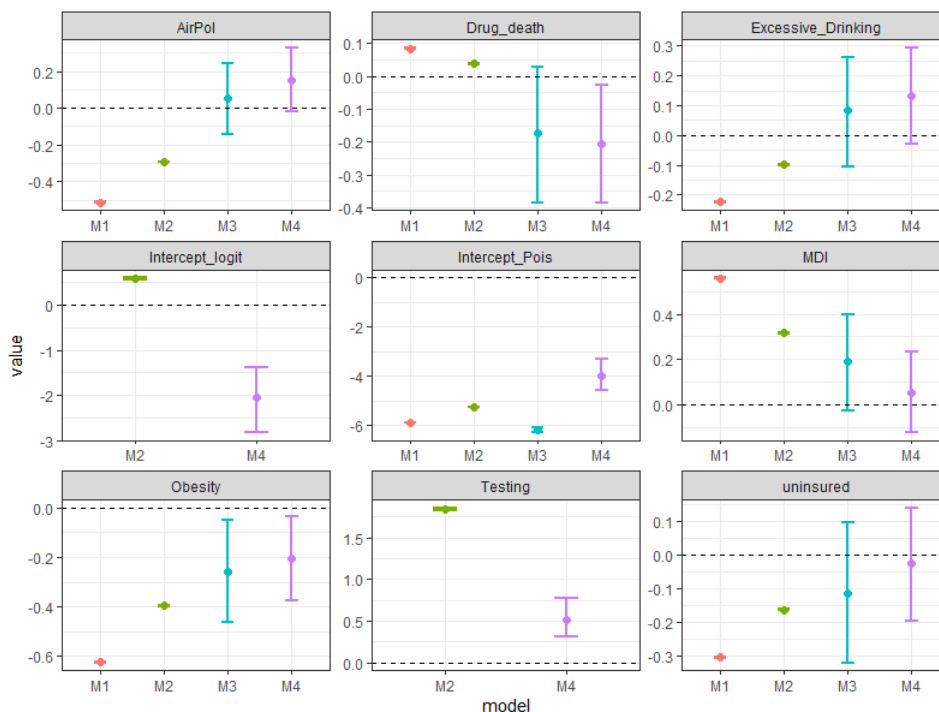 AirPol
Drug_death
Excessive_Drinking
0.2
0.0
-0.2
-0.4
M1 M2 M3 M4
0.1
0.0
-0.1
-0.2
-0.3
-0.4
M1 M2 M3 M4
0.3
0.2
0.1
0.0
-0.1
-0.2
M1 M2 M3 M4
Intercept_logit
Intercept_Pois
MDI
0
-1
-2
-3
M2 M4
0
-2
-4
-6
M1 M2 M3 M4
0.4
0.2
0.0
M1 M2 M3 M4
value
Obesity
Testing
uninsured
0.0
-0.2
-0.4
-0.6
M1 M2 M3 M4
1.5
1.0
0.5
0.0
M2 M4
0.1
0.0
-0.1
-0.2
-0.3
M1 M2 M3 M4
model